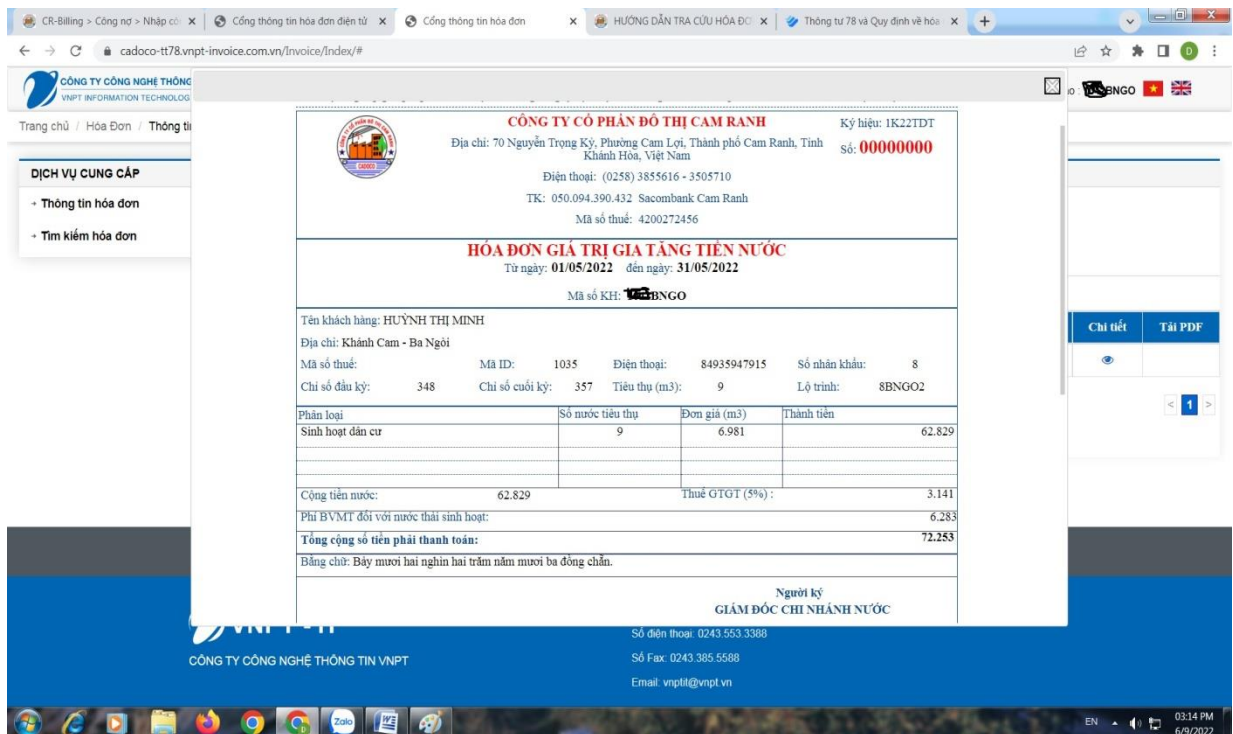 CR-Billing > Công nợ > Nhập cô
Cổng thông tin hóa đơn điện tử
Cổng thông tin hóa đơn
HƯỚNG DẪN TRA CỨU HÓA ĐƠ
Thông tư 78 và Quy định về hóa
cadoco-tt78.vnpt-invoice.com.vn/Invoice/Index/#
D
CÔNG TY CÔNG NGHỆ THÔNG
VNPT INFORMATION TECHNOLOG
BNGO
Trang chủ / Hóa Đơn / Thông ti
DỊCH VỤ CUNG CẤP
Thông tin hóa đơn
Tìm kiếm hóa đơn
CADOCO
CÔNG TY CỔ PHẦN ĐÔ THỊ CAM RANH
Ký hiệu: 1K22TDT
Địa chỉ: 70 Nguyễn Trọng Kỷ, Phường Cam Lợi, Thành phố Cam Ranh, Tỉnh
Khánh Hòa, Việt Nam
Số: 00000000
Điện thoại: (0258) 3855616 - 3505710
TK: 050.094.390.432 Sacombank Cam Ranh
Mã số thuế: 4200272456
HÓA ĐƠN GIÁ TRỊ GIA TĂNG TIỀN NƯỚC
Từ ngày: 01/05/2022 đến ngày: 31/05/2022
Mã số KH: BNGO
Tên khách hàng: HUỲNH THỊ MINH
Địa chỉ: Khánh Cam - Ba Ngòi
Mã số thuế: Mã ID: 1035 Điện thoại: 84935947915 Số nhân khẩu: 8
Chỉ số đầu kỳ: 348 Chỉ số cuối kỳ: 357 Tiêu thụ (m3): 9 Lộ trình: 8BNGO2
Phân loại Số nước tiêu thụ Đơn giá (m3) Thành tiền
Sinh hoạt dân cư 9 6.981 62.829
Cộng tiền nước: 62.829 Thuế GTGT (5%) : 3.141
Phí BVMT đối với nước thải sinh hoạt: 6.283
Tổng cộng số tiền phải thanh toán: 72.253
Bằng chữ: Bảy mươi hai nghìn hai trăm năm mươi ba đồng chẵn.
Người ký
GIÁM ĐỐC CHI NHÁNH NƯỚC
Chi tiết Tải PDF
< 1 >
VNPT - IT
CÔNG TY CÔNG NGHỆ THÔNG TIN VNPT
Số điện thoại: 0243.553.3388
Số Fax: 0243.385.5588
Email: vnptit@vnpt.vn
Zalo
EN
03:14 PM
6/9/2022